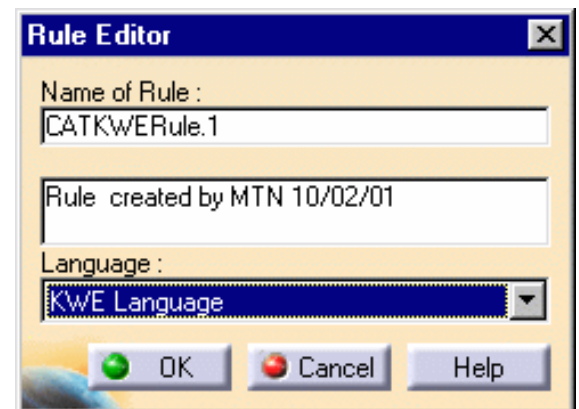 Rule Editor
Name of Rule :
CATKWERule.1
Rule created by MTN 10/02/01
Language :
KWE Language
OK Cancel Help